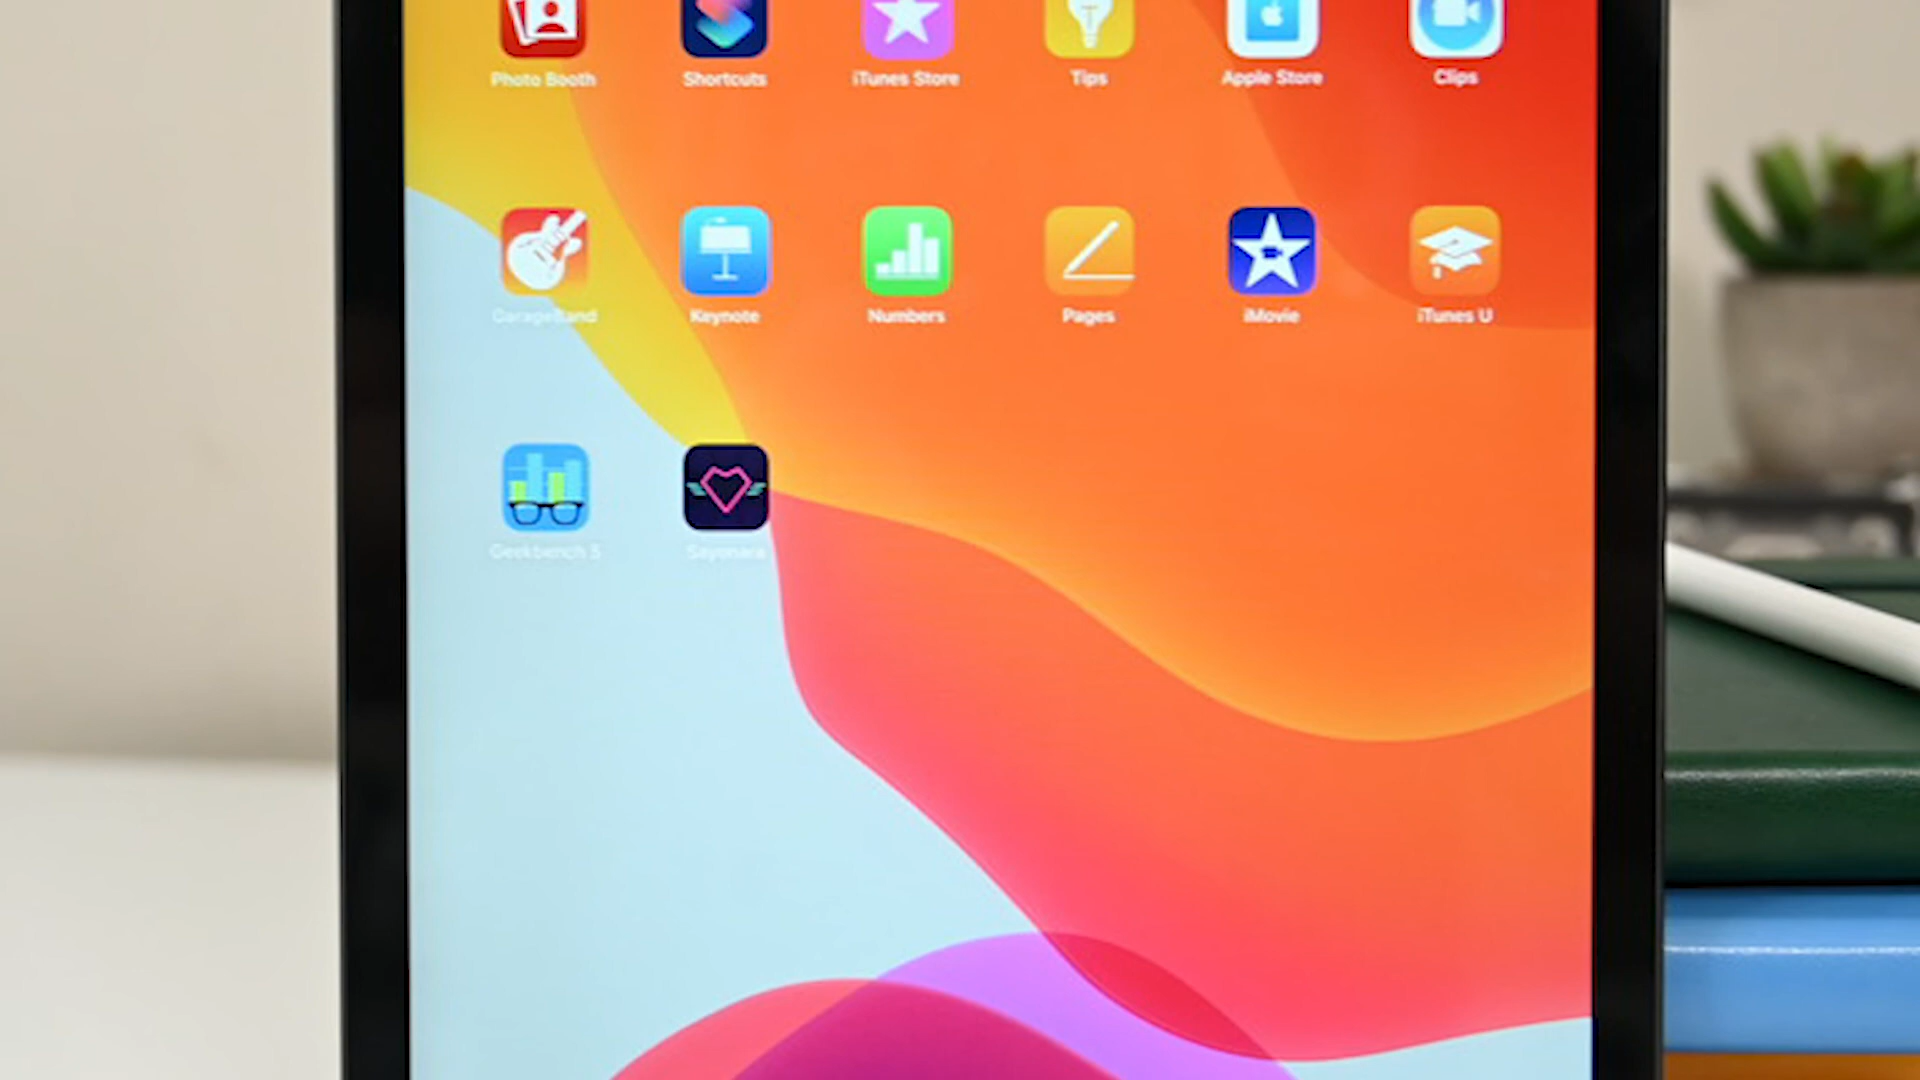 Photo Booth Shortcuts iTunes Store Tips Apple Store Clips
GarageBand Keynote Numbers Pages iMovie iTunes U
Geekbench 5 Sayonara